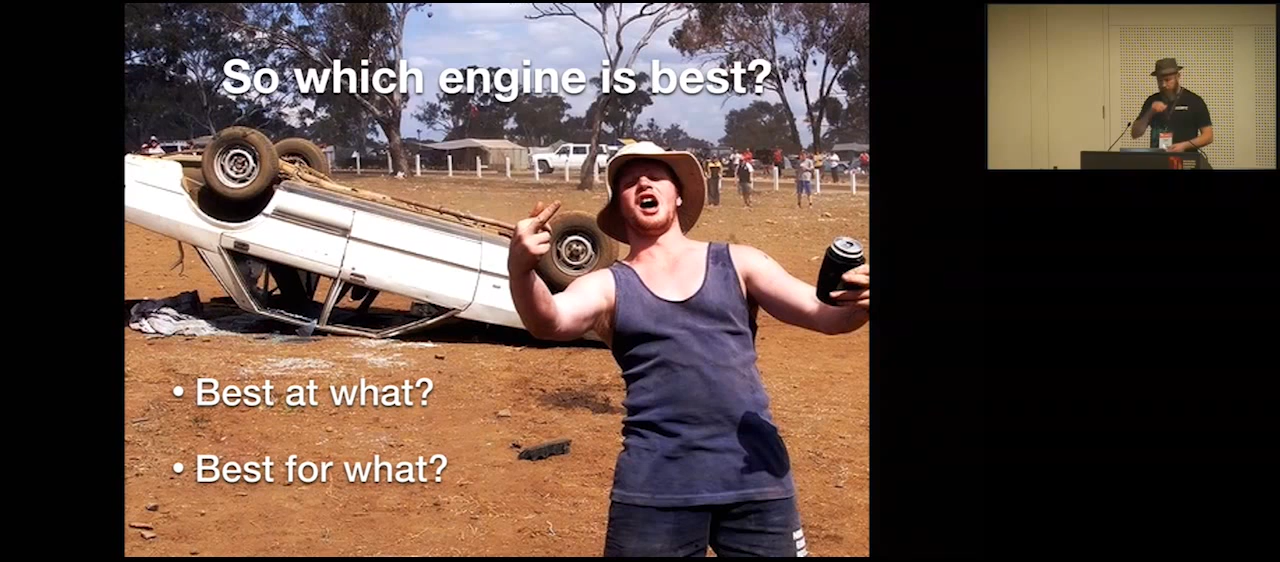 So which engine is best?
• Best at what?
• Best for what?